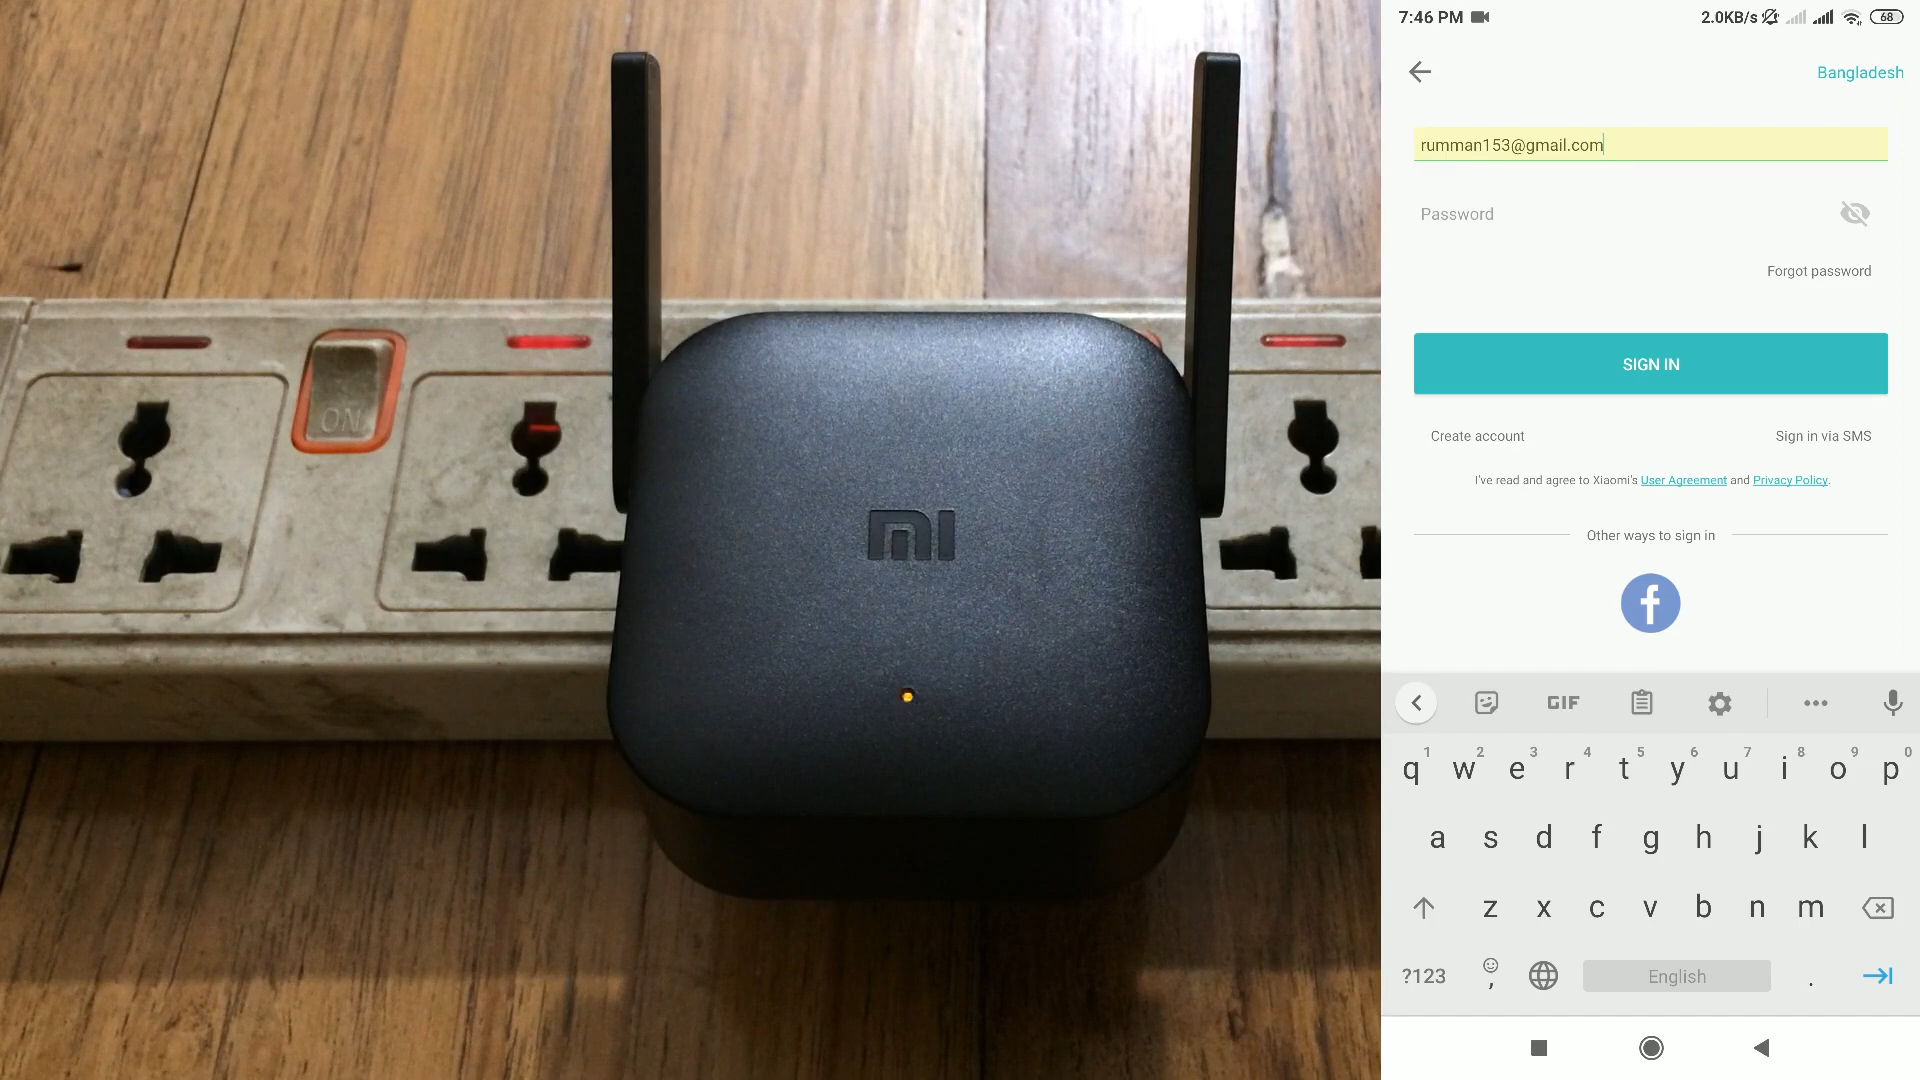 ON
mi
7:46 PM
2.0KB/s
68
Bangladesh
rumman153@gmail.com
Password
Forgot password
SIGN IN
Create account
Sign in via SMS
I've read and agree to Xiaomi's User Agreement and Privacy Policy.
Other ways to sign in
f
GIF
1 2 3 4 5 6 7 8 9 0
q w e r t y u i o p
a s d f g h j k l
z x c v b n m
?123 , English .